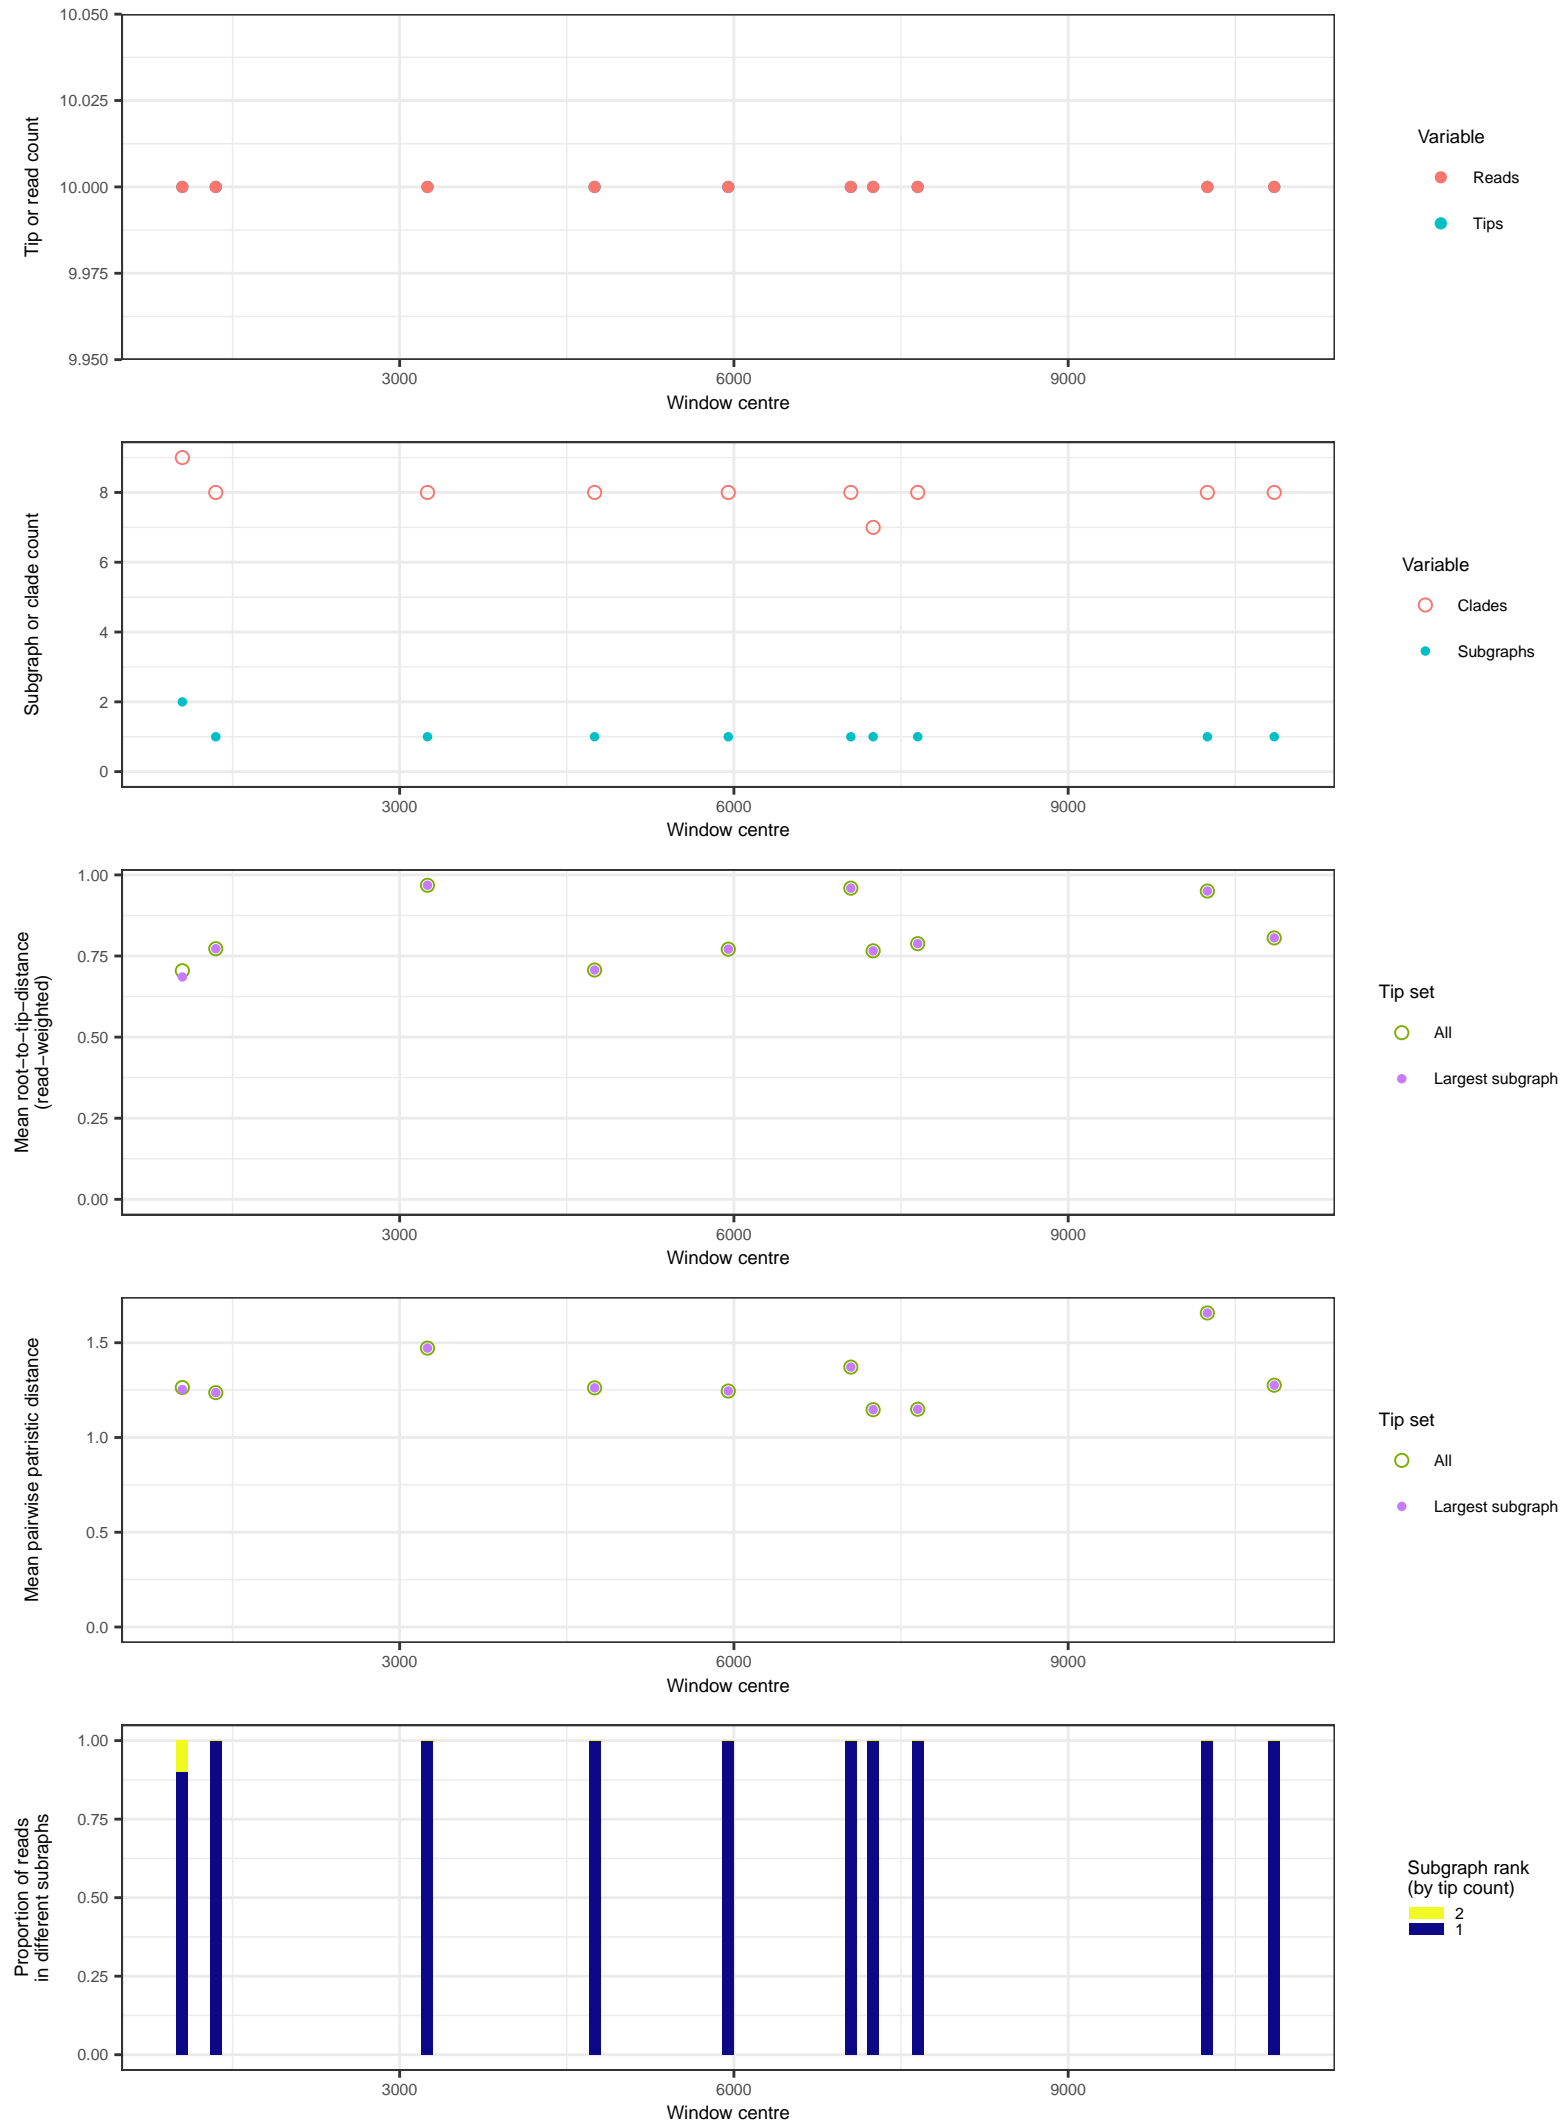 10.050
10.025
10.000
9.975
9.950
Tip or read count
3000
6000
9000
Window centre
Variable
Reads
Tips
8
6
4
2
0
Subgraph or clade count
3000
6000
9000
Window centre
Variable
Clades
Subgraphs
1.00
0.75
0.50
0.25
0.00
Mean root−to−tip−distance
(read−weighted)
3000
6000
9000
Window centre
Tip set
All
Largest subgraph
1.5
1.0
0.5
0.0
Mean pairwise patristic distance
3000
6000
9000
Window centre
Tip set
All
Largest subgraph
1.00
0.75
0.50
0.25
0.00
Proportion of reads
in different subraphs
3000
6000
9000
Window centre
Subgraph rank
(by tip count)
2
1